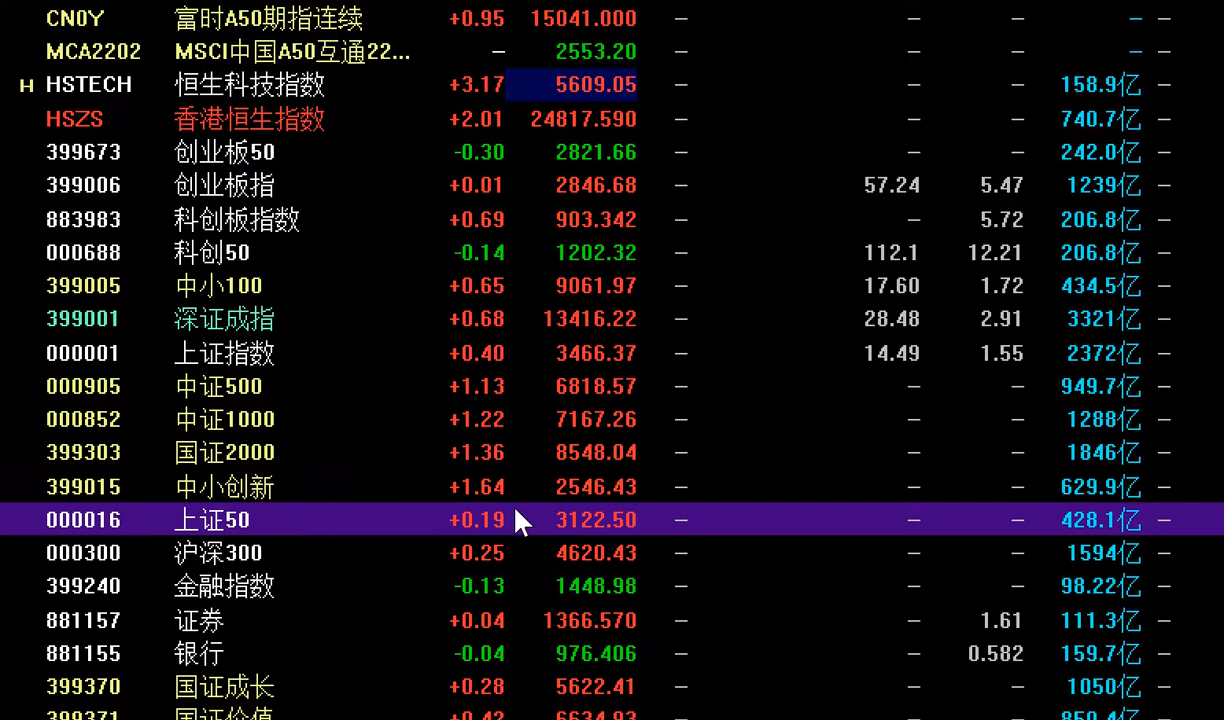 CN0Y 富时A50期指连续 +0.95 15041.000 — — — — —
MCA2202 MSCI中国A50互通22... — 2553.20 — — — — —
H HSTECH 恒生科技指数 +3.17 5609.05 — — — 158.9亿 —
HSZS 香港恒生指数 +2.01 24817.590 — — — 740.7亿 —
399673 创业板50 -0.30 2821.66 — — — 242.0亿 —
399006 创业板指 +0.01 2846.68 — 57.24 5.47 1239亿 —
883983 科创板指数 +0.69 903.342 — — 5.72 206.8亿 —
000688 科创50 -0.14 1202.32 — 112.1 12.21 206.8亿 —
399005 中小100 +0.65 9061.97 — 17.60 1.72 434.5亿 —
399001 深证成指 +0.68 13416.22 — 28.48 2.91 3321亿 —
000001 上证指数 +0.40 3466.37 — 14.49 1.55 2372亿 —
000905 中证500 +1.13 6818.57 — — — 949.7亿 —
000852 中证1000 +1.22 7167.26 — — — 1288亿 —
399303 国证2000 +1.36 8548.04 — — — 1846亿 —
399015 中小创新 +1.64 2546.43 — — — 629.9亿 —
000016 上证50 +0.19 3122.50 — — — 428.1亿 —
000300 沪深300 +0.25 4620.43 — — — 1594亿 —
399240 金融指数 -0.13 1448.98 — — — 98.22亿 —
881157 证券 +0.04 1366.570 — — 1.61 111.3亿 —
881155 银行 -0.04 976.406 — — 0.582 159.7亿 —
399370 国证成长 +0.28 5622.41 — — — 1050亿 —
399371 国证价值 +0.42 6634.93 — — — 850.4亿 —